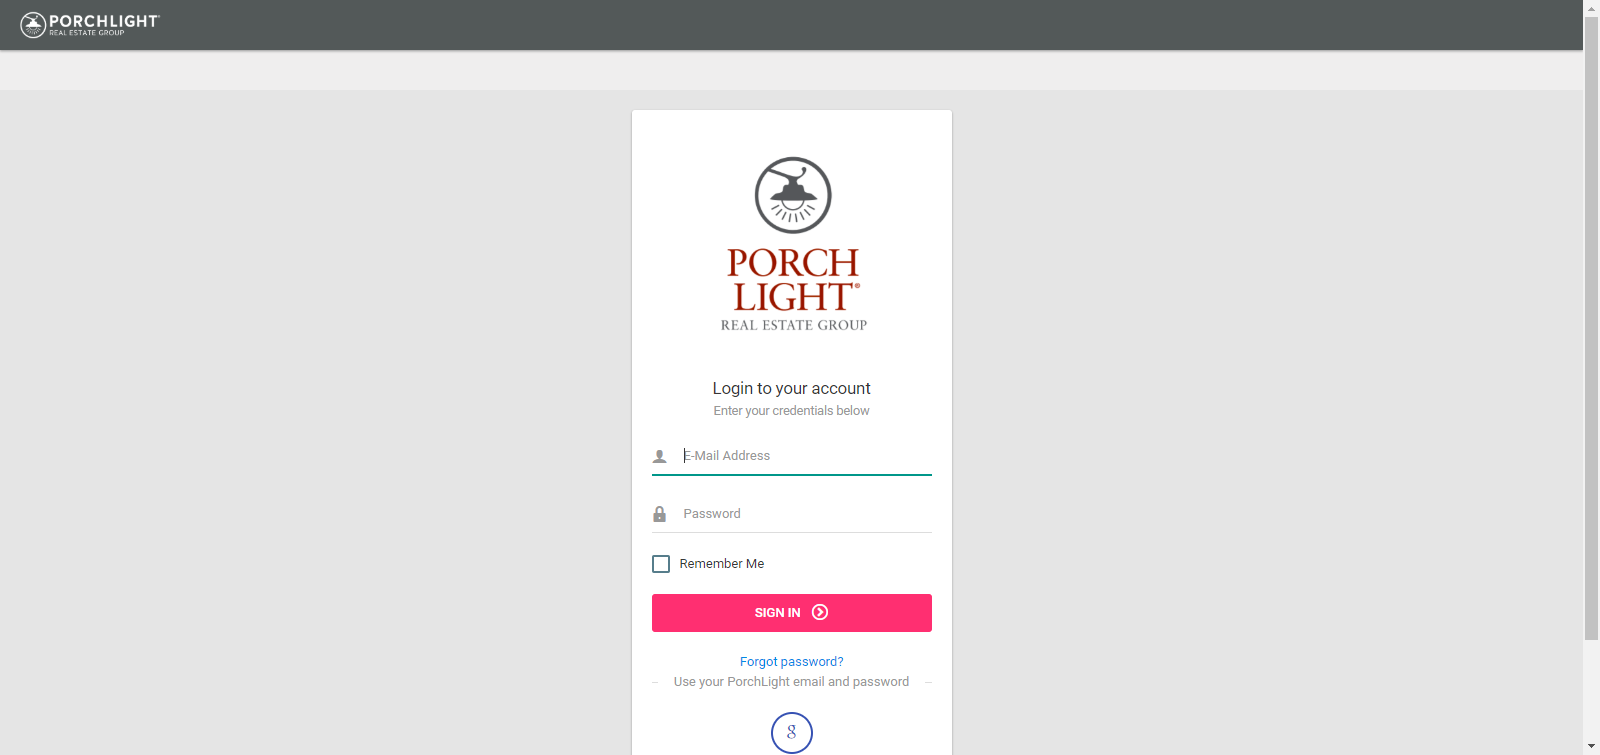 PORCHLIGHT®
REAL ESTATE GROUP
PORCH
LIGHT®
REAL ESTATE GROUP
Login to your account
Enter your credentials below
E-Mail Address
Password
Remember Me
SIGN IN
Forgot password?
Use your PorchLight email and password
g